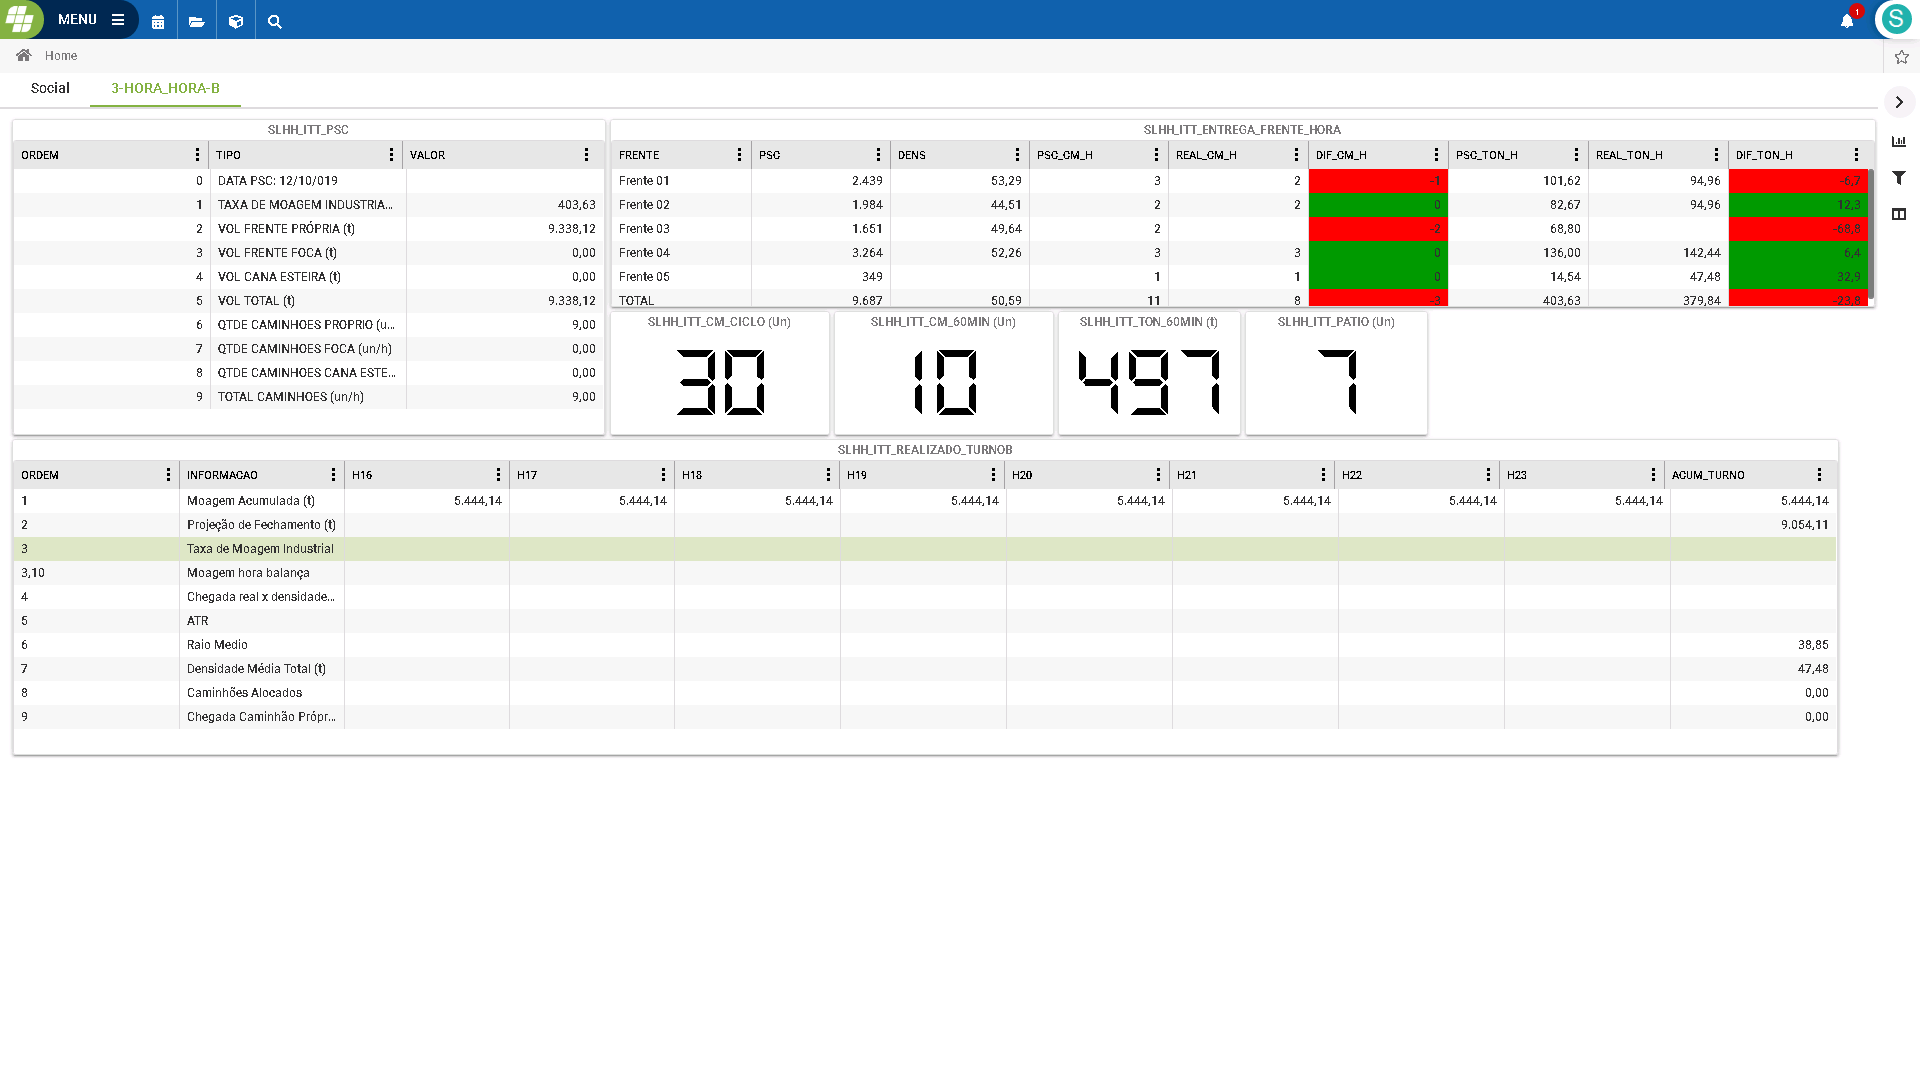 MENU
1
S
Home
Social 3-HORA_HORA-B
SLHH_ITT_PSC
ORDEM TIPO VALOR
0 DATA PSC: 12/10/019
1 TAXA DE MOAGEM INDUSTRIA... 403,63
2 VOL FRENTE PRÓPRIA (t) 9.338,12
3 VOL FRENTE FOCA (t) 0,00
4 VOL CANA ESTEIRA (t) 0,00
5 VOL TOTAL (t) 9.338,12
6 QTDE CAMINHOES PROPRIO (u... 9,00
7 QTDE CAMINHOES FOCA (un/h) 0,00
8 QTDE CAMINHOES CANA ESTE... 0,00
9 TOTAL CAMINHOES (un/h) 9,00
SLHH_ITT_ENTREGA_FRENTE_HORA
FRENTE PSC DENS PSC_CM_H REAL_CM_H DIF_CM_H PSC_TON_H REAL_TON_H DIF_TON_H
Frente 01 2.439 53,29 3 2 -1 101,62 94,96 -6,7
Frente 02 1.984 44,51 2 2 0 82,67 94,96 12,3
Frente 03 1.651 49,64 2 -2 68,80 -68,8
Frente 04 3.264 52,26 3 3 0 136,00 142,44 6,4
Frente 05 349 1 1 0 14,54 47,48 32,9
TOTAL 9.687 50,59 11 8 -3 403,63 379,84 -23,8
SLHH_ITT_CM_CICLO (Un)
30
SLHH_ITT_CM_60MIN (Un)
10
SLHH_ITT_TON_60MIN (t)
497
SLHH_ITT_PATIO (Un)
7
SLHH_ITT_REALIZADO_TURNOB
ORDEM INFORMACAO H16 H17 H18 H19 H20 H21 H22 H23 ACUM_TURNO
1 Moagem Acumulada (t) 5.444,14 5.444,14 5.444,14 5.444,14 5.444,14 5.444,14 5.444,14 5.444,14 5.444,14
2 Projeção de Fechamento (t) 9.054,11
3 Taxa de Moagem Industrial
3,10 Moagem hora balança
4 Chegada real x densidade...
5 ATR
6 Raio Medio 38,85
7 Densidade Média Total (t) 47,48
8 Caminhões Alocados 0,00
9 Chegada Caminhão Própr... 0,00